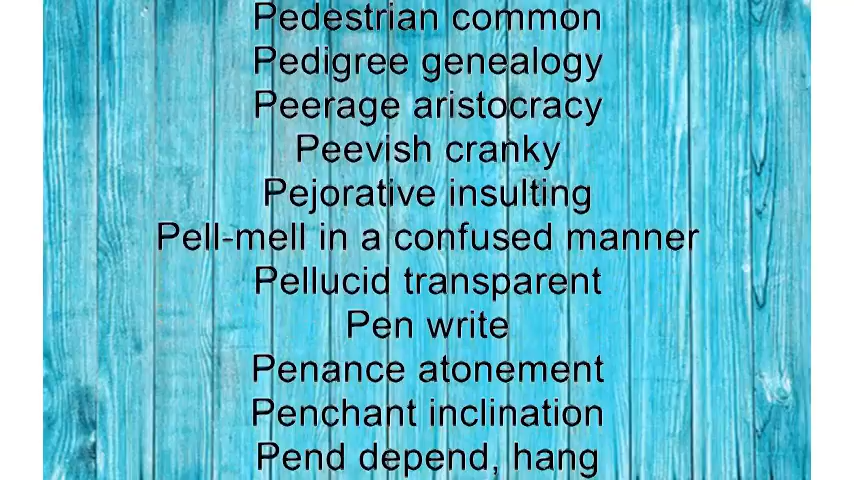 Pedestrian common
Pedigree genealogy
Peerage aristocracy
Peevish cranky
Pejorative insulting
Pell-mell in a confused manner
Pellucid transparent
Pen write
Penance atonement
Penchant inclination
Pend depend, hang